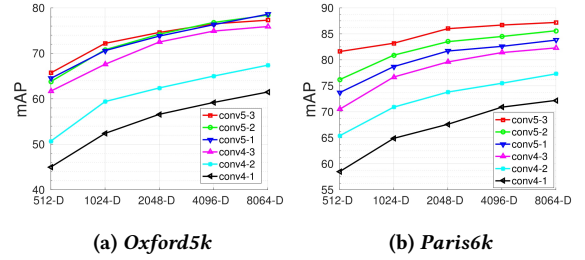 80
70
60
50
40
mAP
conv5-3
conv5-2
conv5-1
conv4-3
conv4-2
conv4-1
512-D 1024-D 2048-D 4096-D 8064-D
(a) Oxford5k
90
85
80
75
70
65
60
55
mAP
conv5-3
conv5-2
conv5-1
conv4-3
conv4-2
conv4-1
512-D 1024-D 2048-D 4096-D 8064-D
(b) Paris6k